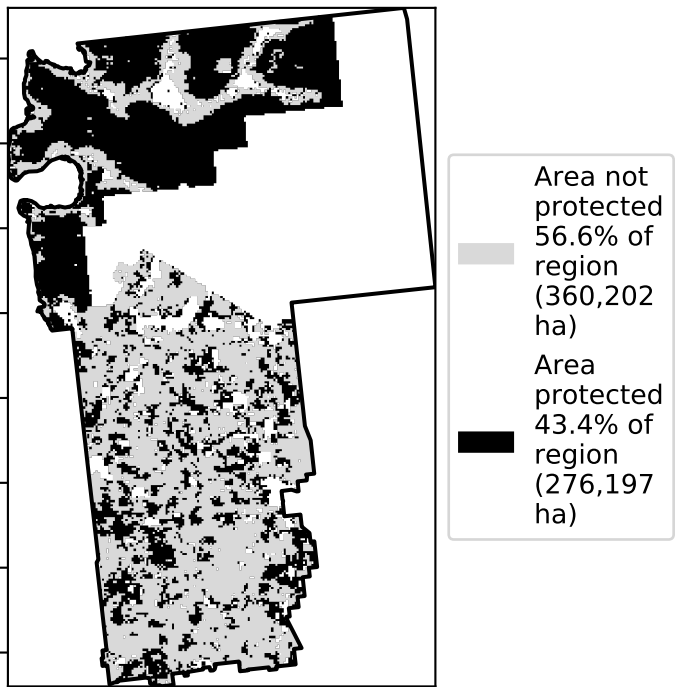 Area not
protected
56.6% of
region
(360,202
ha)
Area
protected
43.4% of
region
(276,197
ha)